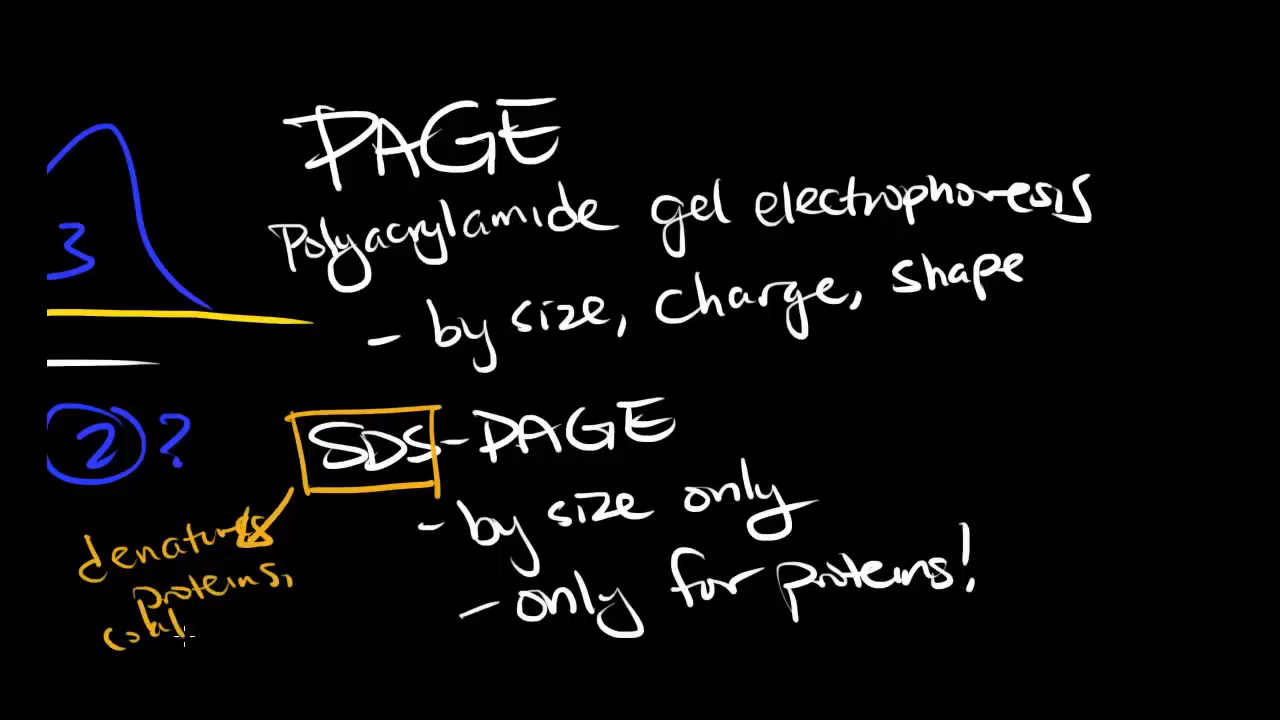 PAGE
Polyacrylamide gel electrophoresis
3
- by size, charge, shape
2 ?
SDS-PAGE
- by size only
denatures
proteins,
- only for proteins!